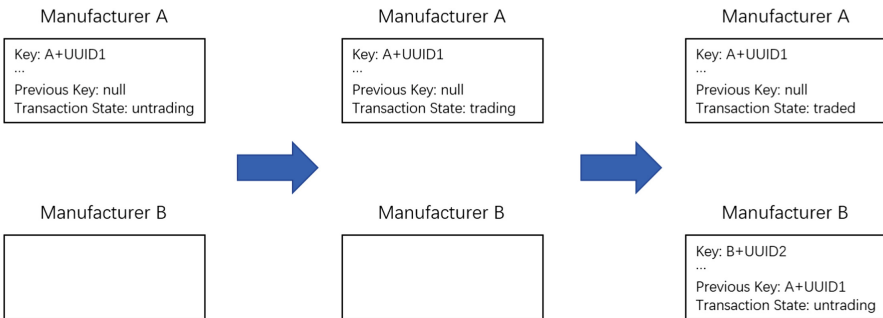 Manufacturer A
Key: A+UUID1
...
Previous Key: null
Transaction State: untrading
Manufacturer A
Key: A+UUID1
...
Previous Key: null
Transaction State: trading
Manufacturer A
Key: A+UUID1
...
Previous Key: null
Transaction State: traded
Manufacturer B
Manufacturer B
Manufacturer B
Key: B+UUID2
...
Previous Key: A+UUID1
Transaction State: untrading